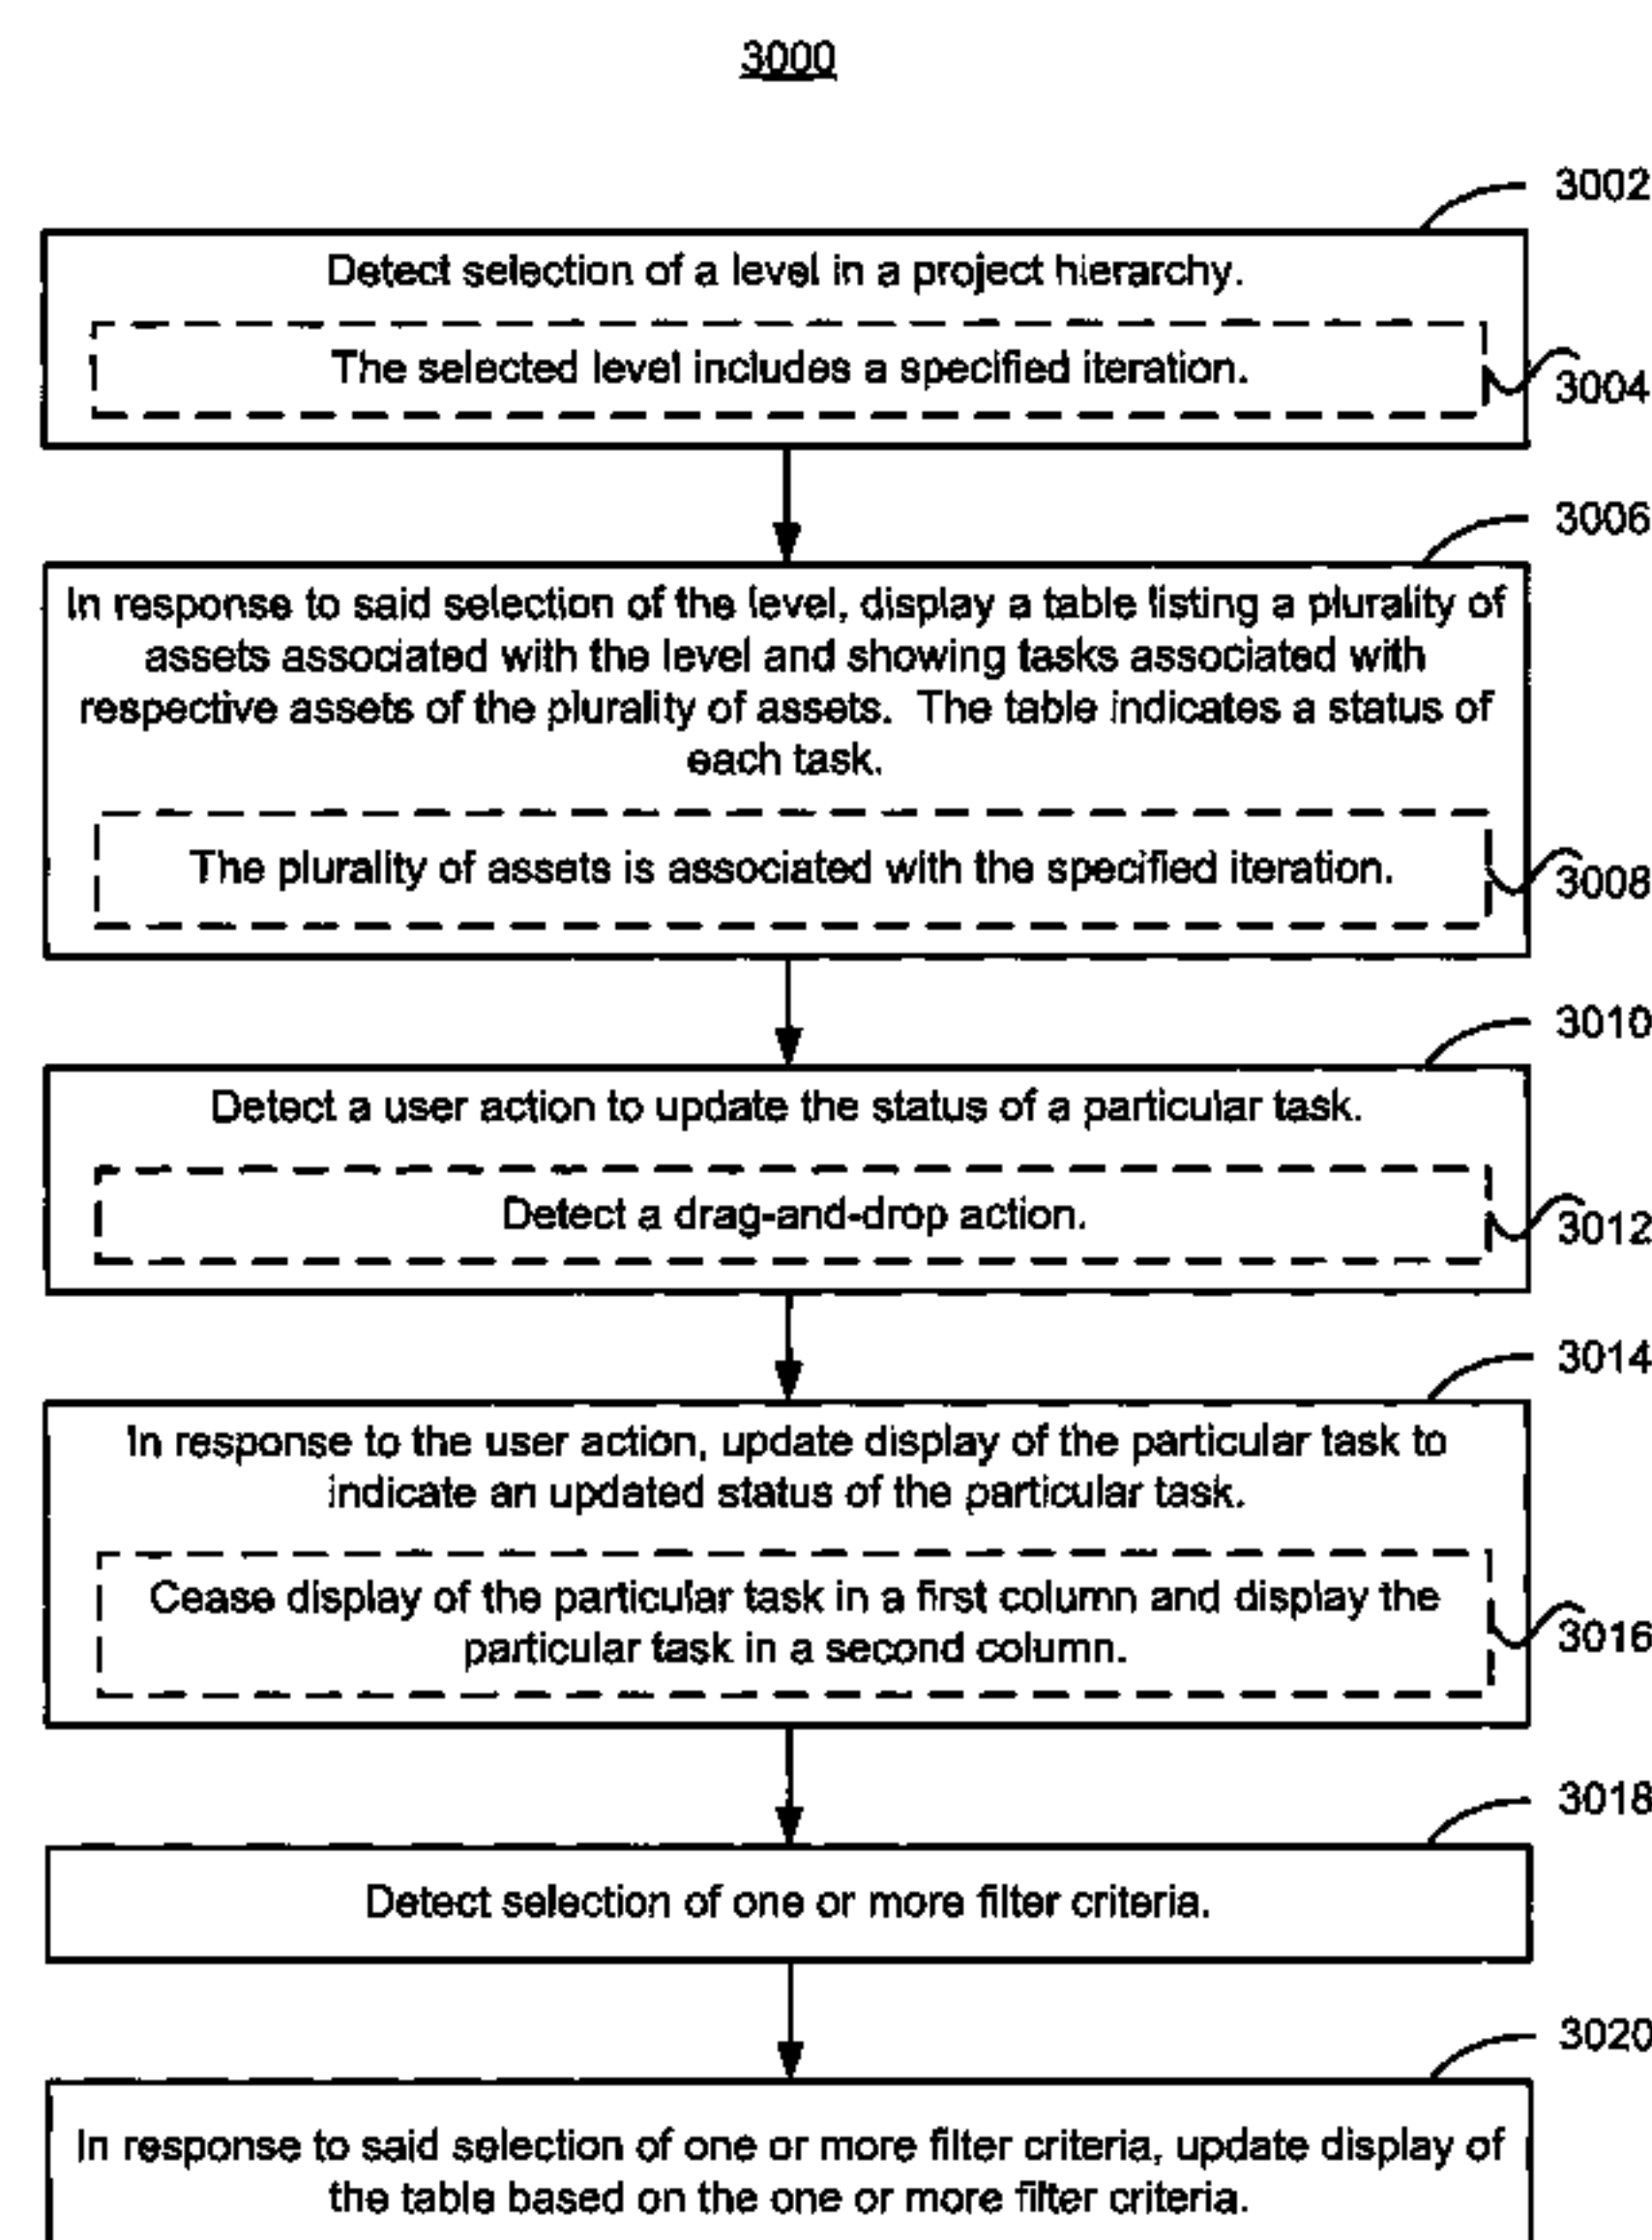 3000
3002
Detect selection of a level in a project hierarchy.
The selected level includes a specified iteration.
3004
3006
In response to said selection of the level, display a table listing a plurality of
assets associated with the level and showing tasks associated with
respective assets of the plurality of assets.  The table indicates a status of
each task.
The plurality of assets is associated with the specified iteration.
3008
3010
Detect a user action to update the status of a particular task.
Detect a drag-and-drop action.
3012
3014
In response to the user action, update display of the particular task to
indicate an updated status of the particular task.
Cease display of the particular task in a first column and display the
particular task in a second column.
3016
3018
Detect selection of one or more filter criteria.
3020
In response to said selection of one or more filter criteria, update display of
the table based on the one or more filter criteria.